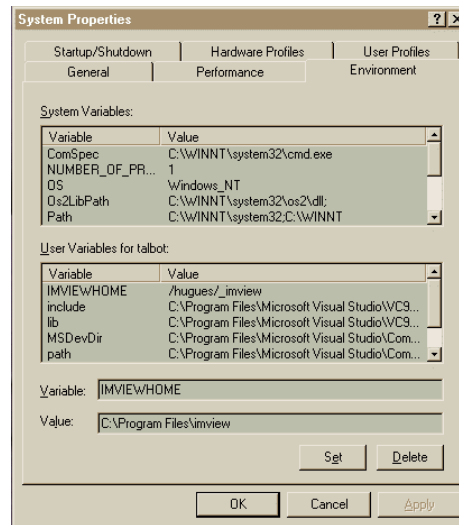 System Properties
Startup/Shutdown Hardware Profiles User Profiles
General Performance Environment
System Variables:
Variable Value
ComSpec C:\WINNT\system32\cmd.exe
NUMBER_OF_PR... 1
OS Windows_NT
Os2LibPath C:\WINNT\system32\os2\dll;
Path C:\WINNT\system32;C:\WINNT
User Variables for talbot:
Variable Value
IMVIEWHOME /hugues/_imview
include C:\Program Files\Microsoft Visual Studio\VC9...
lib C:\Program Files\Microsoft Visual Studio\VC9...
MSDevDir C:\Program Files\Microsoft Visual Studio\Com...
path C:\Program Files\Microsoft Visual Studio\Com...
Variable: IMVIEWHOME
Value: C:\Program Files\imview
Set Delete
OK Cancel Apply